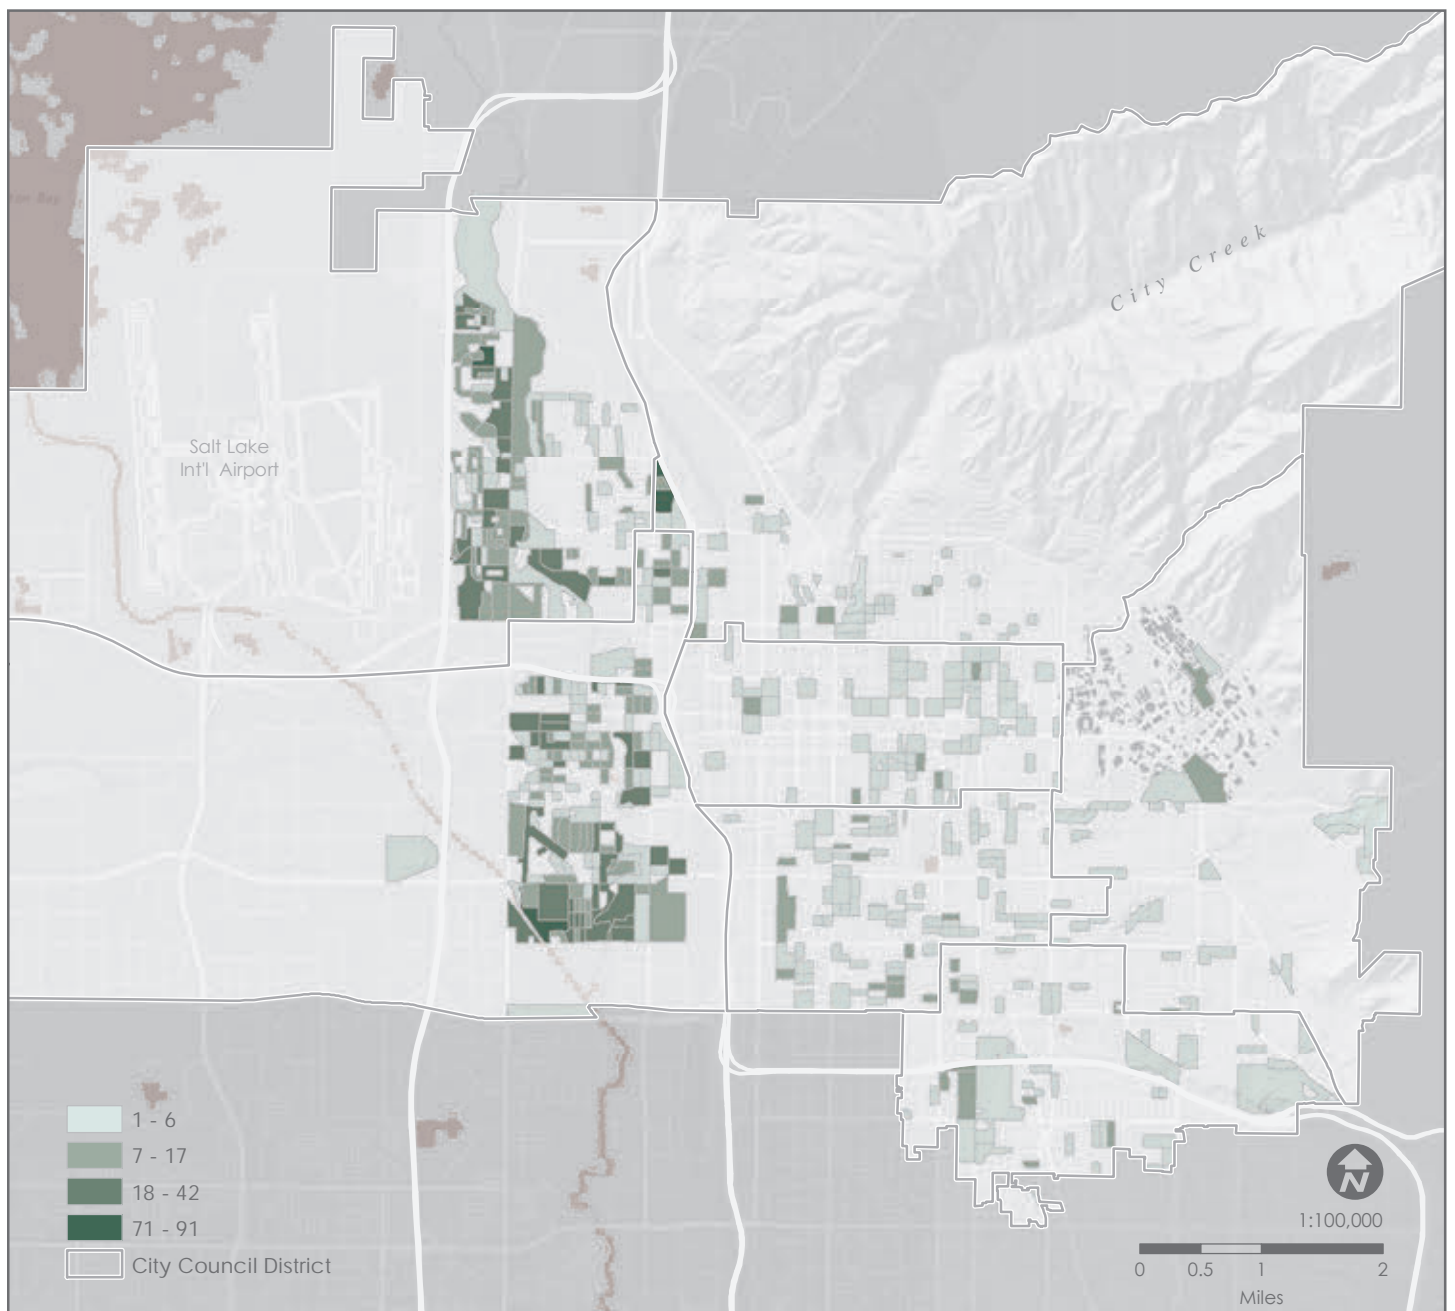 City Creek
Salt Lake
Int'l Airport
1 - 6
7 - 17
18 - 42
71 - 91
City Council District
N
1:100,000
0 0.5 1 2
Miles